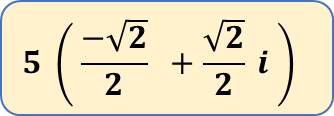 5 ( −√2/2 + √2/2 i )